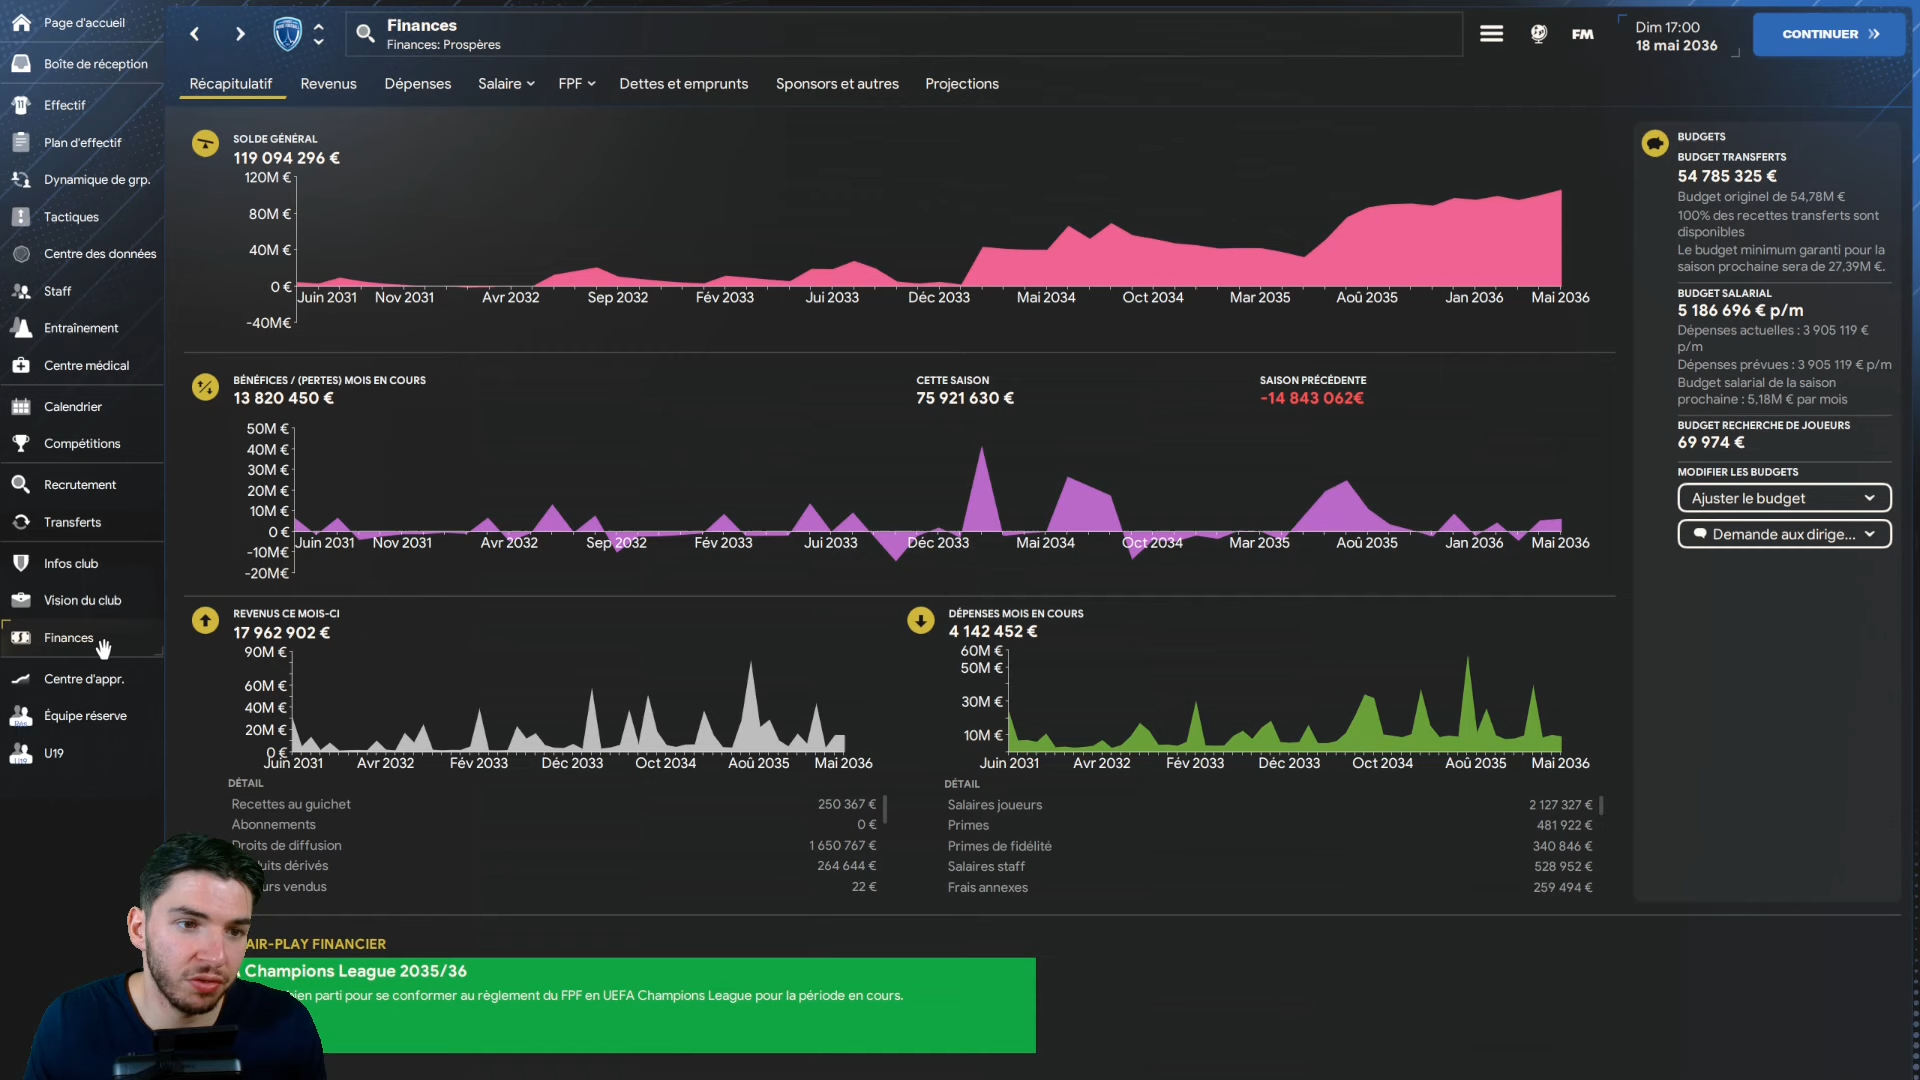 Page d'accueil
Boîte de réception
Effectif
Plan d'effectif
Dynamique de grp.
Tactiques
Centre des données
Staff
Entraînement
Centre médical
Calendrier
Compétitions
Recrutement
Transferts
Infos club
Vision du club
Finances
Centre d'appr.
Équipe réserve
U19
Finances
Finances: Prospères
FM
Dim 17:00
18 mai 2036
CONTINUER
Récapitulatif
Revenus
Dépenses
Salaire
FPF
Dettes et emprunts
Sponsors et autres
Projections
SOLDE GÉNÉRAL
119 094 296 €
120M €
80M €
40M €
0 €
-40M€
Juin 2031 Nov 2031 Avr 2032 Sep 2032 Fév 2033 Jui 2033 Déc 2033 Mai 2034 Oct 2034 Mar 2035 Aoû 2035 Jan 2036 Mai 2036
BÉNÉFICES / (PERTES) MOIS EN COURS
13 820 450 €
CETTE SAISON
75 921 630 €
SAISON PRÉCÉDENTE
-14 843 062€
50M €
40M €
30M €
20M €
10M €
0 €
-10M€
-20M€
Juin 2031 Nov 2031 Avr 2032 Sep 2032 Fév 2033 Jui 2033 Déc 2033 Mai 2034 Oct 2034 Mar 2035 Aoû 2035 Jan 2036 Mai 2036
REVENUS CE MOIS-CI
17 962 902 €
90M €
60M €
40M €
20M €
0 €
Juin 2031 Avr 2032 Fév 2033 Déc 2033 Oct 2034 Aoû 2035 Mai 2036
DÉTAIL
Recettes au guichet 250 367 €
Abonnements 0 €
Droits de diffusion 1 650 767 €
uits dérivés 264 644 €
urs vendus 22 €
DÉPENSES MOIS EN COURS
4 142 452 €
60M €
50M €
30M €
10M €
Juin 2031 Avr 2032 Fév 2033 Déc 2033 Oct 2034 Aoû 2035 Mai 2036
DÉTAIL
Salaires joueurs 2 127 327 €
Primes 481 922 €
Primes de fidélité 340 846 €
Salaires staff 528 952 €
Frais annexes 259 494 €
AIR-PLAY FINANCIER
Champions League 2035/36
ien parti pour se conformer au règlement du FPF en UEFA Champions League pour la période en cours.
BUDGETS
BUDGET TRANSFERTS
54 785 325 €
Budget originel de 54,78M €
100% des recettes transferts sont
disponibles
Le budget minimum garanti pour la
saison prochaine sera de 27,39M €.
BUDGET SALARIAL
5 186 696 € p/m
Dépenses actuelles : 3 905 119 €
p/m
Dépenses prévues : 3 905 119 € p/m
Budget salarial de la saison
prochaine : 5,18M € par mois
BUDGET RECHERCHE DE JOUEURS
69 974 €
MODIFIER LES BUDGETS
Ajuster le budget
Demande aux dirige...